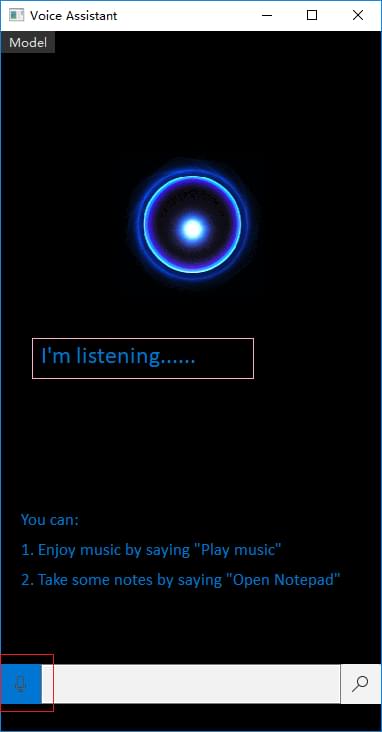 Voice Assistant
Model
I'm listening......
You can:
1. Enjoy music by saying "Play music"
2. Take some notes by saying "Open Notepad"